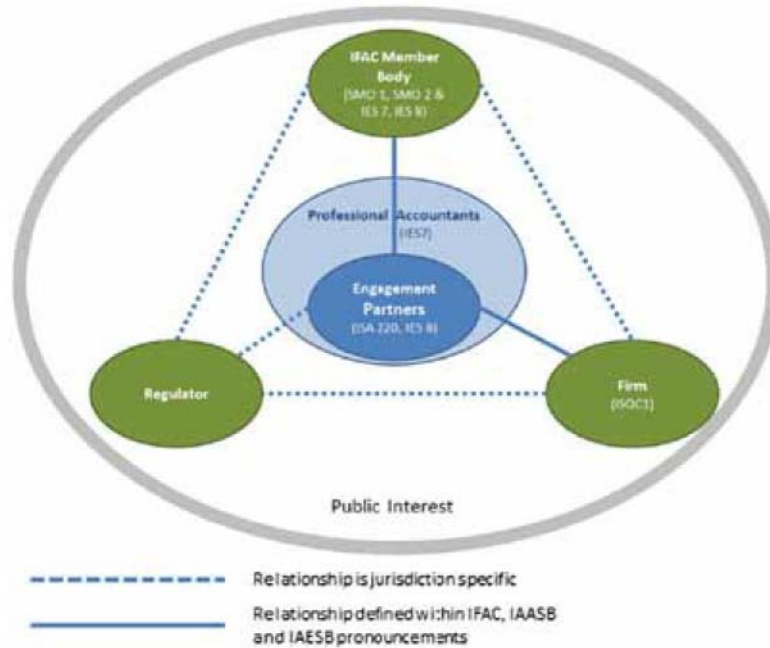 IFAC Member
Body
(SMO 1, SMO 2 &
IES 7, IES 8)
Professional Accountants
(IES7)
Engagement
Partners
(ISA 220, IES 8)
Regulator
Firm
(ISQC1)
Public Interest
Relationship is jurisdiction specific
Relationship defined within IFAC, IAASB
and IAESB pronouncements